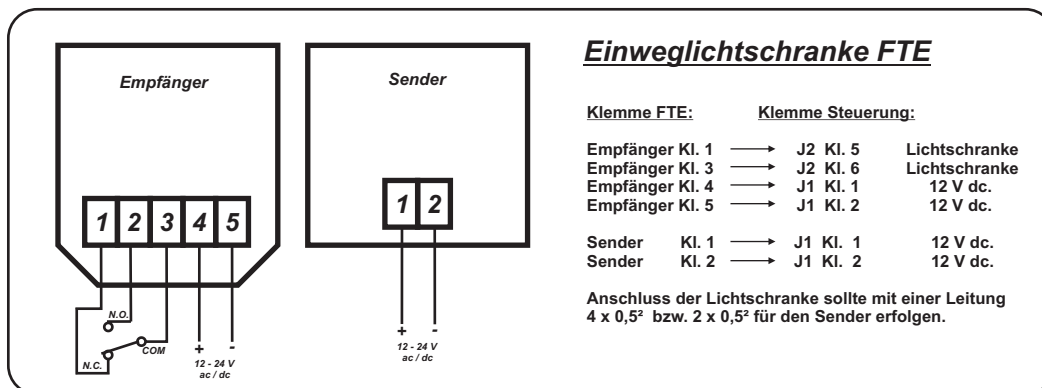 Empfänger
1 2 3 4 5
N.O.
N.C.
COM
+ -
12 - 24 V
ac / dc
Sender
1 2
+ -
12 - 24 V
ac / dc
Einweglichtschranke FTE
Klemme FTE: Klemme Steuerung:
Empfänger Kl. 1 → J2 Kl. 5 Lichtschranke
Empfänger Kl. 3 → J2 Kl. 6 Lichtschranke
Empfänger Kl. 4 → J1 Kl. 1 12 V dc.
Empfänger Kl. 5 → J1 Kl. 2 12 V dc.
Sender Kl. 1 → J1 Kl. 1 12 V dc.
Sender Kl. 2 → J1 Kl. 2 12 V dc.
Anschluss der Lichtschranke sollte mit einer Leitung
4 x 0,5² bzw. 2 x 0,5² für den Sender erfolgen.